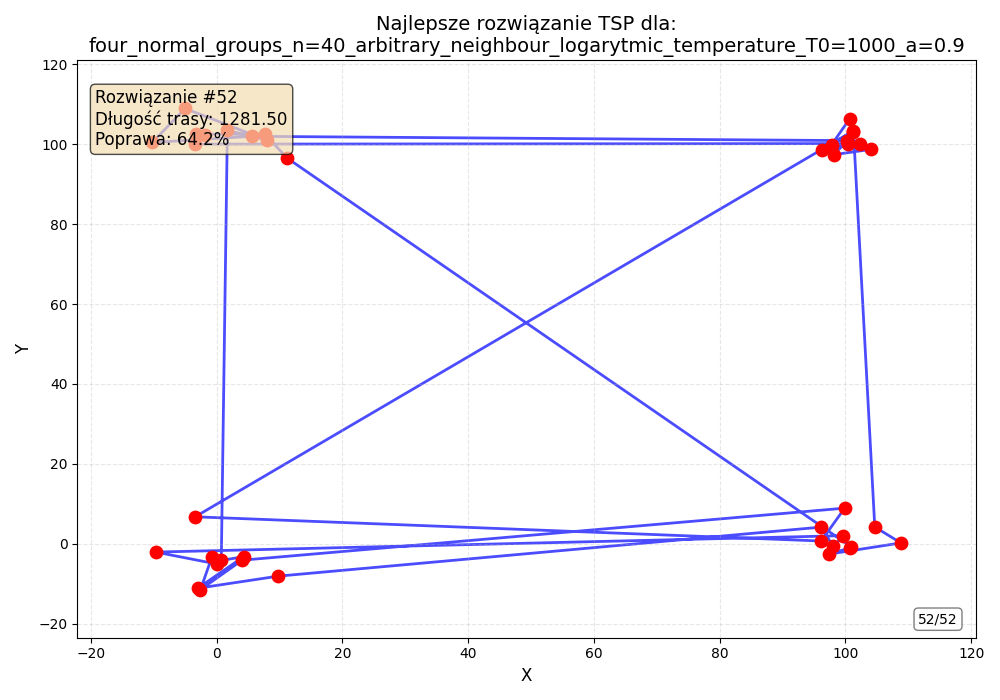 Najlepsze rozwiązanie TSP dla:
four_normal_groups_n=40_arbitrary_neighbour_logarytmic_temperature_T0=1000_a=0.9
Rozwiązanie #52
Długość trasy: 1281.50
Poprawa: 64.2%
120
100
80
60
40
20
0
−20
Y
52/52
−20
0
20
40
60
80
100
120
X